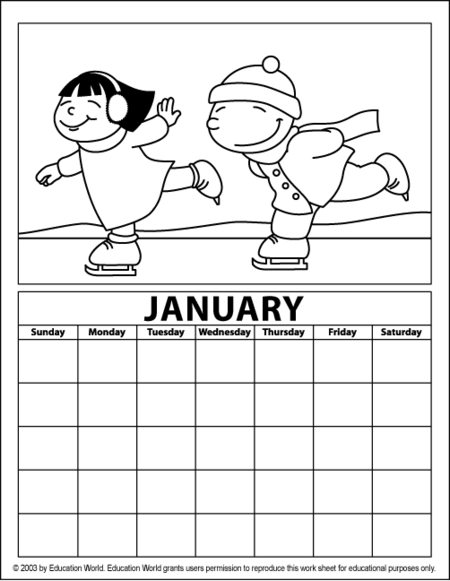 JANUARY
Sunday Monday Tuesday Wednesday Thursday Friday Saturday
© 2003 by Education World. Education World grants users permission to reproduce this work sheet for educational purposes only.